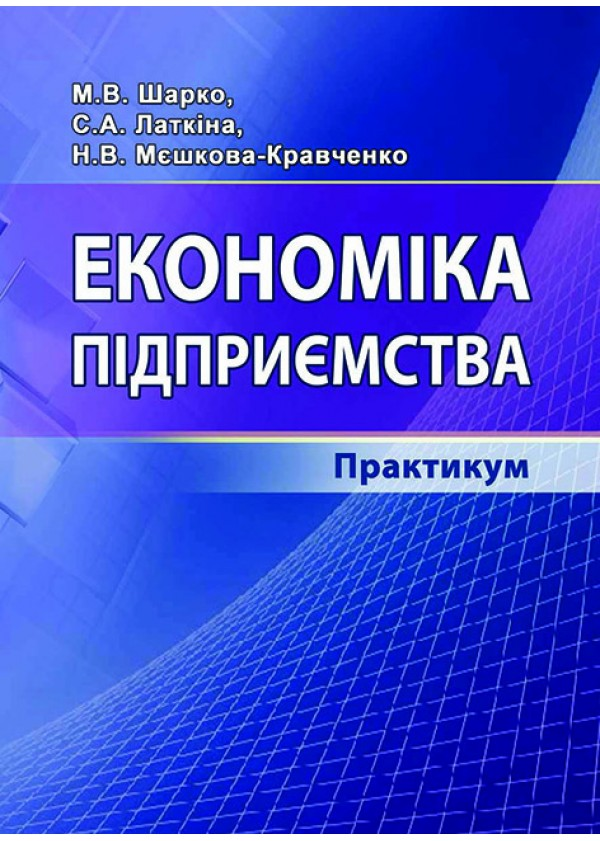 М.В. Шарко,
С.А. Латкіна,
Н.В. Мєшкова-Кравченко
ЕКОНОМІКА
ПІДПРИЄМСТВА
Практикум